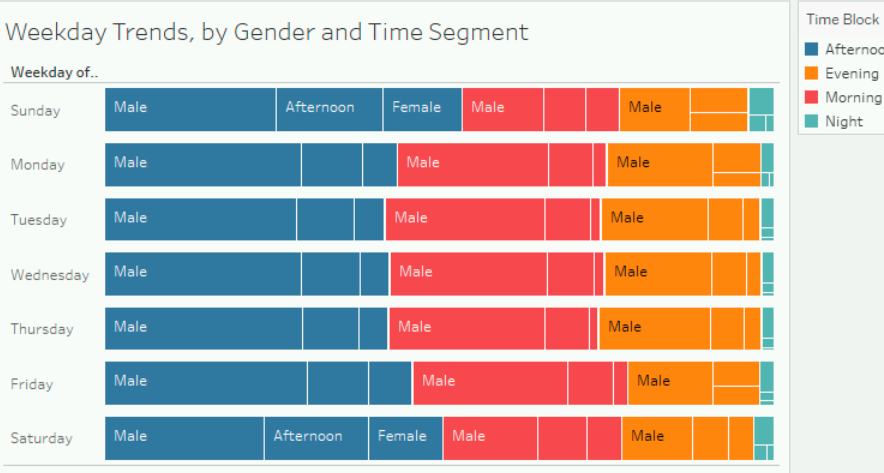 Weekday Trends, by Gender and Time Segment
Time Block
Afternoo
Evening
Morning
Night
Weekday of..
Sunday Male Afternoon Female Male Male
Monday Male Male Male
Tuesday Male Male Male
Wednesday Male Male Male
Thursday Male Male Male
Friday Male Male Male
Saturday Male Afternoon Female Male Male